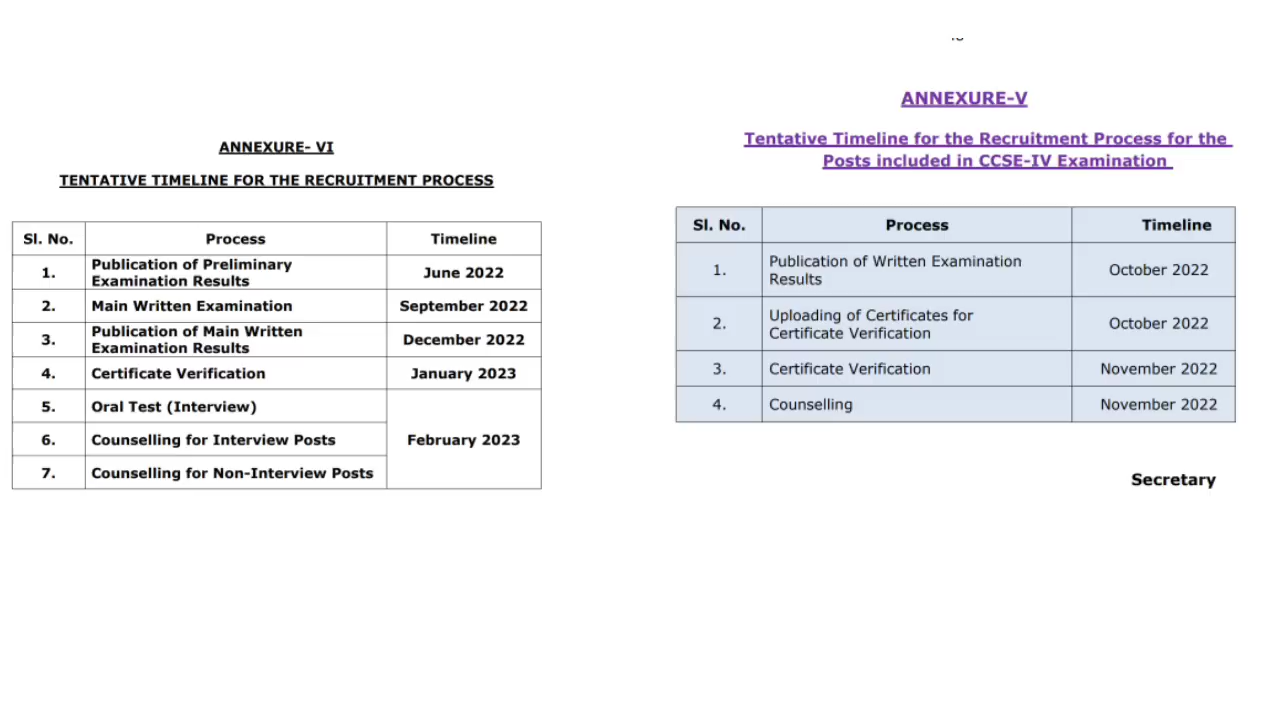 ANNEXURE- VI
TENTATIVE TIMELINE FOR THE RECRUITMENT PROCESS
Sl. No. Process Timeline
1. Publication of Preliminary Examination Results June 2022
2. Main Written Examination September 2022
3. Publication of Main Written Examination Results December 2022
4. Certificate Verification January 2023
5. Oral Test (Interview)
6. Counselling for Interview Posts February 2023
7. Counselling for Non-Interview Posts
ANNEXURE-V
Tentative Timeline for the Recruitment Process for the
Posts included in CCSE-IV Examination
Sl. No. Process Timeline
1. Publication of Written Examination Results October 2022
2. Uploading of Certificates for Certificate Verification October 2022
3. Certificate Verification November 2022
4. Counselling November 2022
Secretary